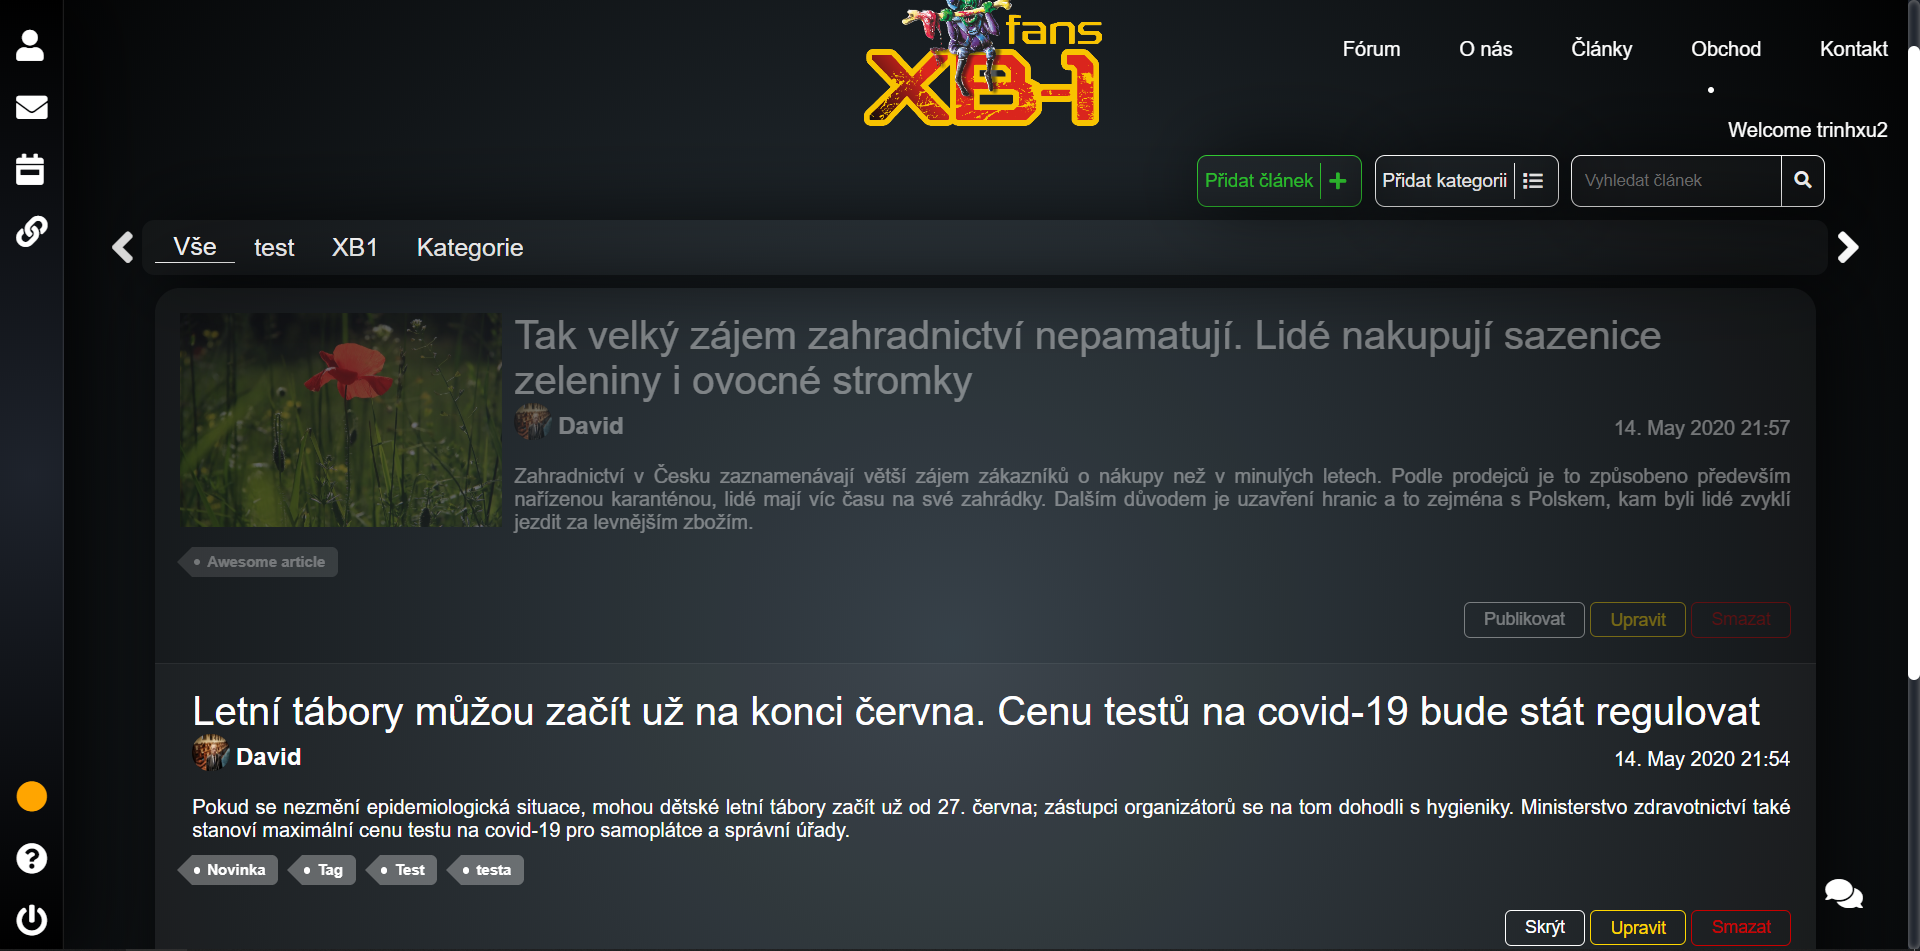 fans
XB-1
Fórum O nás Články Obchod Kontakt
Welcome trinhxu2
Přidat článek Přidat kategorii Vyhledat článek
Vše test XB1 Kategorie
Tak velký zájem zahradnictví nepamatují. Lidé nakupují sazenice
zeleniny i ovocné stromky
David 14. May 2020 21:57
Zahradnictví v Česku zaznamenávají větší zájem zákazníků o nákupy než v minulých letech. Podle prodejců je to způsobeno především
nařízenou karanténou, lidé mají víc času na své zahrádky. Dalším důvodem je uzavření hranic a to zejména s Polskem, kam byli lidé zvyklí
jezdit za levnějším zbožím.
Awesome article
Publikovat Upravit Smazat
Letní tábory můžou začít už na konci června. Cenu testů na covid-19 bude stát regulovat
David 14. May 2020 21:54
Pokud se nezmění epidemiologická situace, mohou dětské letní tábory začít už od 27. června; zástupci organizátorů se na tom dohodli s hygieniky. Ministerstvo zdravotnictví také
stanoví maximální cenu testu na covid-19 pro samoplátce a správní úřady.
Novinka Tag Test testa
Skrýt Upravit Smazat